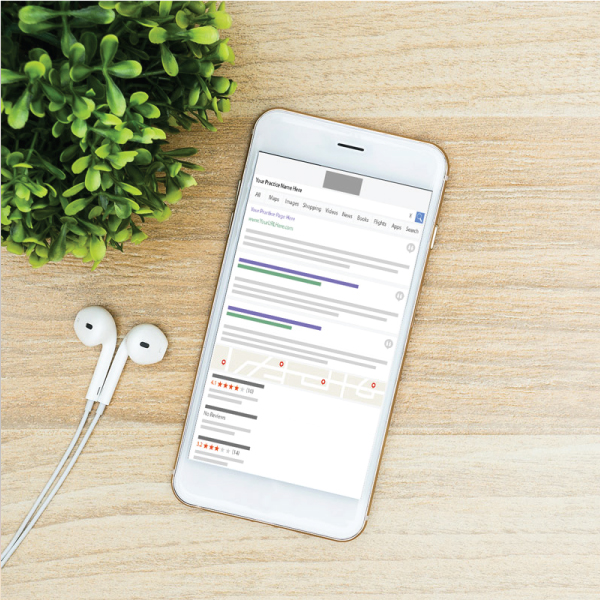 Your Practice Name Here
All Maps Images Shopping Videos News Books Flights Apps Search
Your Practice Page Here
www.YourURLHere.com
4.1
No Reviews
3.2 (14)